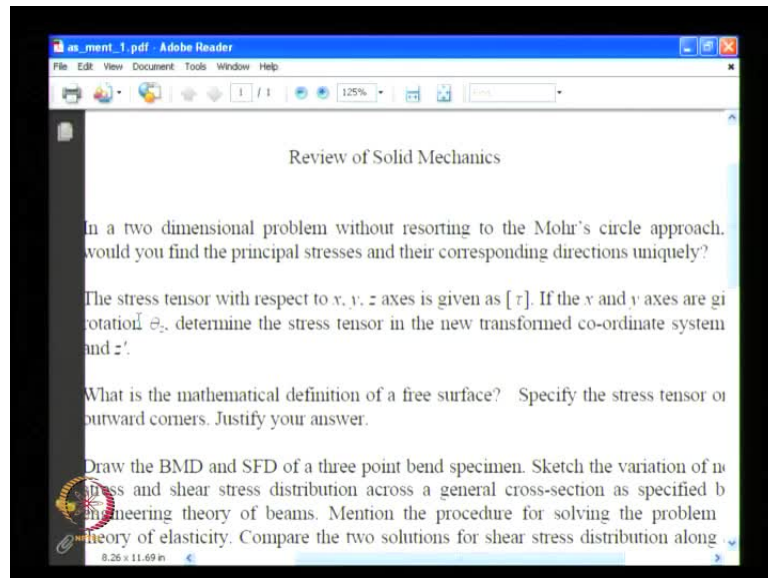 as_ment_1.pdf - Adobe Reader
File Edit View Document Tools Window Help
1 / 1 125%
Review of Solid Mechanics
In a two dimensional problem without resorting to the Mohr's circle approach.
would you find the principal stresses and their corresponding directions uniquely?
The stress tensor with respect to x, y, z axes is given as [τ]. If the x and y axes are gi
rotation θz, determine the stress tensor in the new transformed co-ordinate system
and z'.
What is the mathematical definition of a free surface? Specify the stress tensor or
outward corners. Justify your answer.
Draw the BMD and SFD of a three point bend specimen. Sketch the variation of no
stress and shear stress distribution across a general cross-section as specified b
engineering theory of beams. Mention the procedure for solving the problem
theory of elasticity. Compare the two solutions for shear stress distribution along
8.26 x 11.69 in